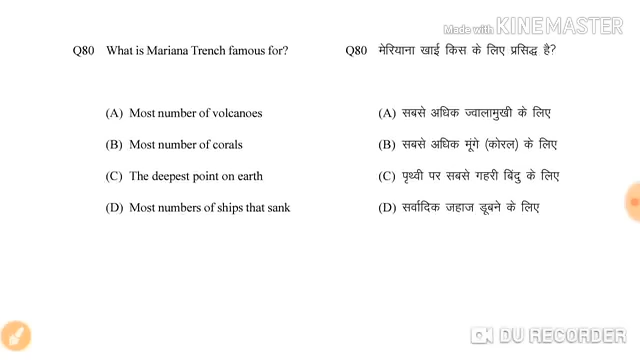 Made with KINEMASTER
Q80 What is Mariana Trench famous for?
(A) Most number of volcanoes
(B) Most number of corals
(C) The deepest point on earth
(D) Most numbers of ships that sank
Q80 मेरियाना खाई किस के लिए प्रसिद्ध है?
(A) सबसे अधिक ज्वालामुखी के लिए
(B) सबसे अधिक मूंगे (कोरल) के लिए
(C) पृथ्वी पर सबसे गहरी बिंदु के लिए
(D) सर्वादिक जहाज डूबने के लिए
DU RECORDER